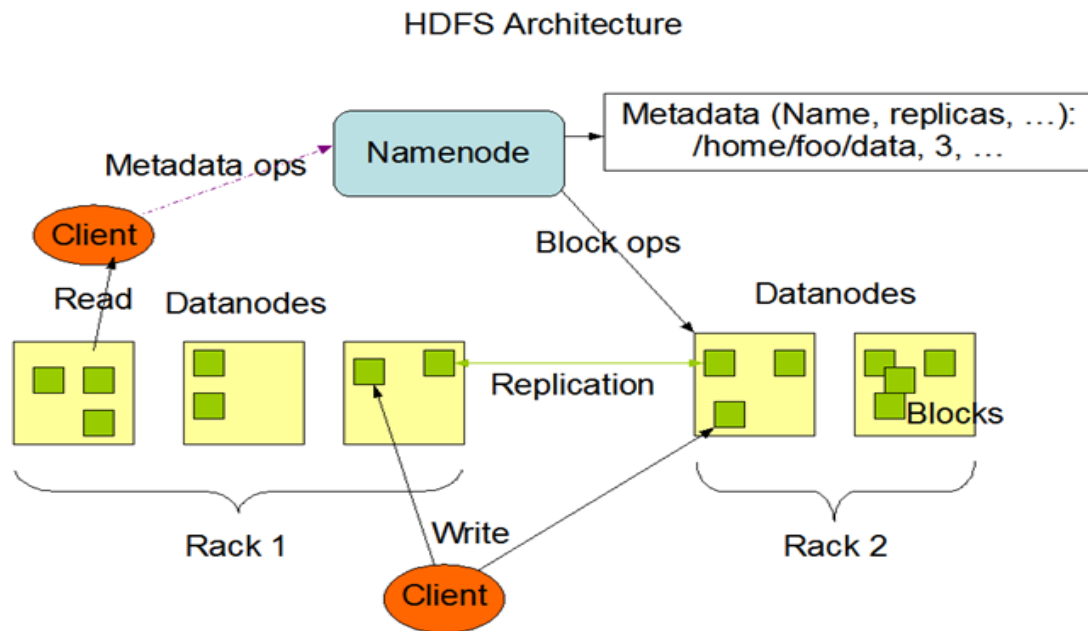 HDFS Architecture
Metadata (Name, replicas, …):
/home/foo/data, 3, …
Namenode
Metadata ops
Client
Block ops
Read
Datanodes
Datanodes
Replication
Blocks
Rack 1
Write
Rack 2
Client